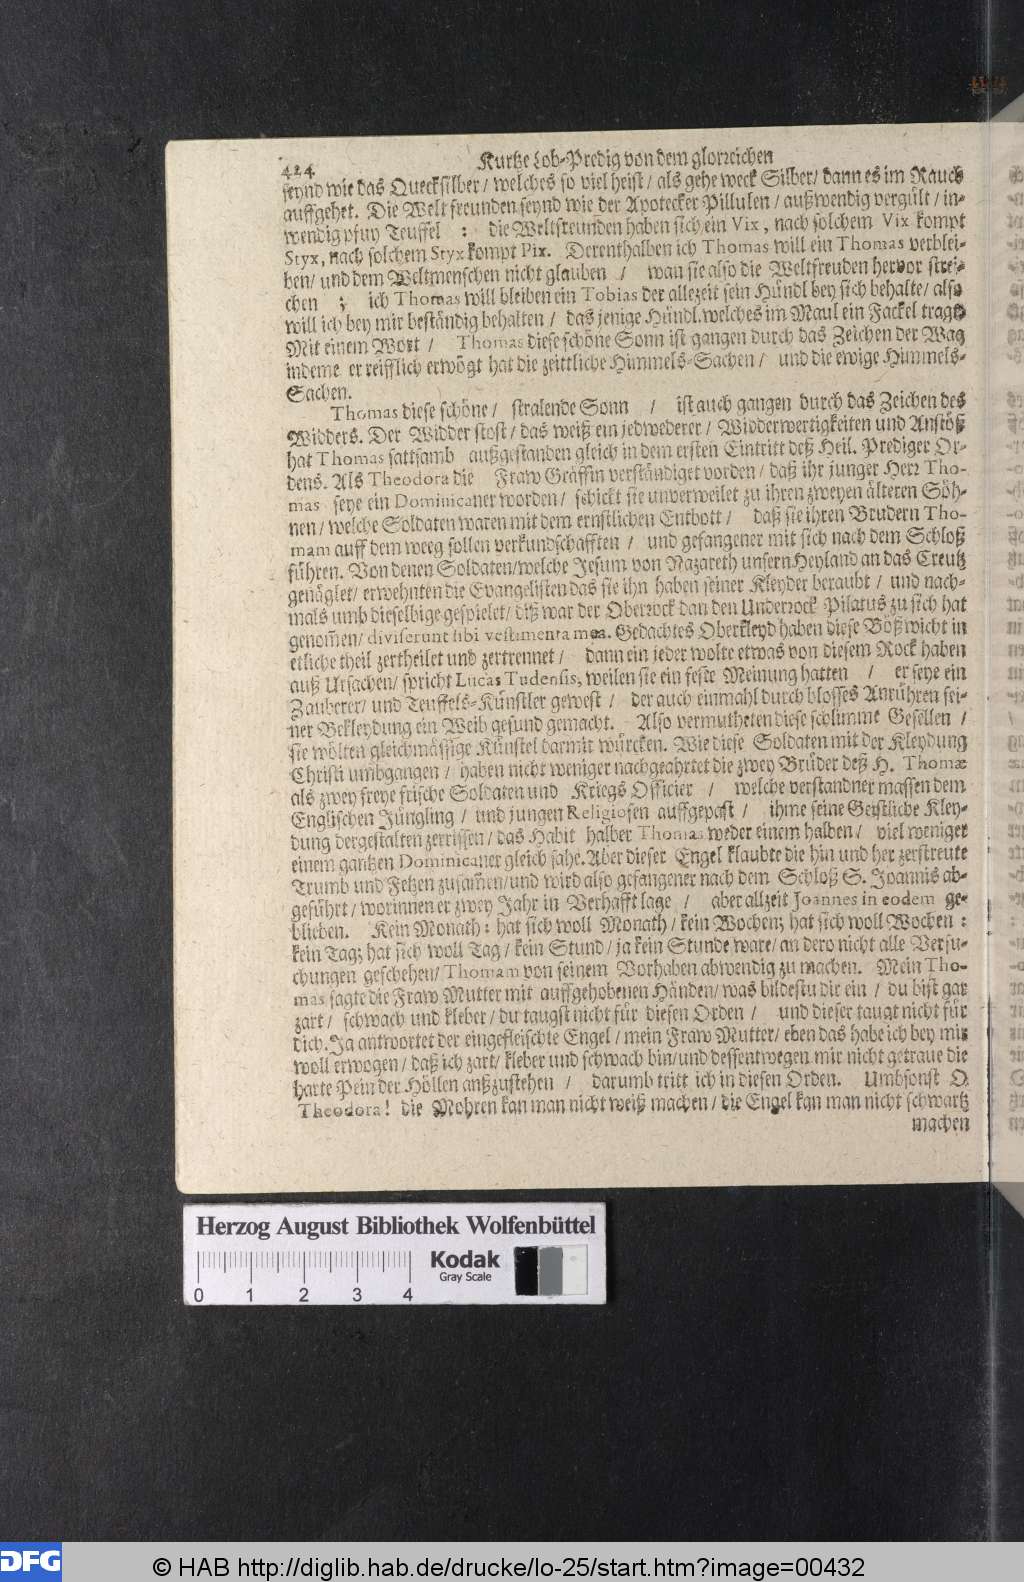 424
Kurtze Lob-Predig von dem glorreichen
seynd wie das Quecksilber / welches so viel heist / als gehe weck Silber / dann es im Rauch
auffgehet. Die Welt freunden seynd wie der Apotecker Pillulen / außwendig vergült / in-
wendig pfuy Teuffel : die Weltfreunden haben sich ein Vix, nach solchem Vix kompt
Styx, nach solchem Styx kompt Pix. Derenthalben ich Thomas will ein Thomas verblei-
ben / und dem Weltmenschen nicht glauben / wan sie also die Weltfreuden hervor strei-
chen ; ich Thomas will bleiben ein Tobias der allezeit sein Hündl bey sich behalte / also
will ich bey mir beständig behalten / das jenige Hündl welches im Maul ein Fackel tragt.
Mit einem Wort / Thomas diese schöne Sonn ist gangen durch das Zeichen der Wag
indeme er reifflich erwögt hat die zeittliche Himmels-Sachen / und die ewige Himmels-
Sachen.
Thomas diese schöne / stralende Sonn / ist auch gangen durch das Zeichen des
Widders. Der Widder stost / das weiß ein jedwederer / Widderwertigkeiten und Anstöß
hat Thomas sattsamb außgestanden gleich in dem ersten Eintritt deß Heil. Prediger Or-
dens. Als Theodora die Fraw Gräffin verständiget worden / daß ihr junger Herr Tho-
mas seye ein Dominicaner worden / schickt sie unverweilet zu ihren zweyen älteren Söh-
nen / welche Soldaten waren mit dem ernstlichen Entbott / daß sie ihren Brudern Tho-
mam auff dem weeg sollen verkundschafften / und gefangener mit sich nach dem Schloß
führen. Von denen Soldaten / welche Jesum von Nazareth unsern Heyland an das Creutz
genäglet / erwehnten die Evangelisten das sie ihn haben seiner Kleyder beraubt / und nach-
mals umb dieselbige gespielet / diß war der Oberrock dan den Underrock Pilatus zu sich hat
genom̃en / diviserunt sibi vestimenta mea. Gedachtes Oberkleyd haben diese Bößwicht in
etliche theil zertheilet und zertrennet / dann ein jeder wolte etwas von diesem Rock haben
auß Ursachen / spricht Lucas Tudensis, weilen sie ein feste Meinung hatten / er seye ein
Zauberer / und Teuffels-Künstler gewest / der auch einmahl durch blosses Anrühren sei-
ner Bekleydung ein Weib gesund gemacht. Also vermutheten diese schlimme Gesellen /
sie wölten gleichmässige Künstel darmit würcken. Wie diese Soldaten mit der Kleydung
Christi umbgangen / haben nicht weniger nachgeahrtet die zwey Brüder deß H. Thomæ
als zwey freye frische Soldaten und Kriegs Officier / welche verstandner massen dem
Englischen Jüngling / und jungen Religiosen auffgepast / ihme seine Geistliche Kley-
dung dergestalten zerrissen / das Habit halber Thomas weder einem halben / viel weniger
einem gantzen Dominicaner gleich sahe. Aber dieser Engel klaubte die hin und her zerstreute
Trumb und Fetzen zusam̃en / und wird also gefangener nach dem Schloß S. Joannis ab-
geführt / worinnen er zwey Jahr in Verhafft lage / aber allzeit Joannes in eodem ge-
blieben. Kein Monath : hat sich woll Monath / kein Wochen; hat sich woll Wochen :
kein Tag; hat sich woll Tag / kein Stund / ja kein Stunde ware / an dero nicht alle Versu-
chungen geschehen / Thomam von seinem Vorhaben abwendig zu machen. Mein Tho-
mas sagte die Fraw Mutter mit auffgehobenen Händen / was bildestu dir ein / du bist gar
zart / schwach und kleber / du taugst nicht für diesen Orden / und dieser taugt nicht für
dich. Ja antwortet der eingefleischte Engel / mein Fraw Mutter / eben das habe ich bey mir
woll erwogen / daß ich zart / kleber und schwach bin / und dessentwegen mir nicht getraue die
harte Pein der Höllen außzustehen / darumb tritt ich in diesen Orden. Umbsonst O
Theodora! die Mohren kan man nicht weiß machen / die Engel kan man nicht schwartz
machen
Herzog August Bibliothek Wolfenbüttel
Kodak
Gray Scale
0 1 2 3 4
DFG
© HAB http://diglib.hab.de/drucke/lo-25/start.htm?image=00432